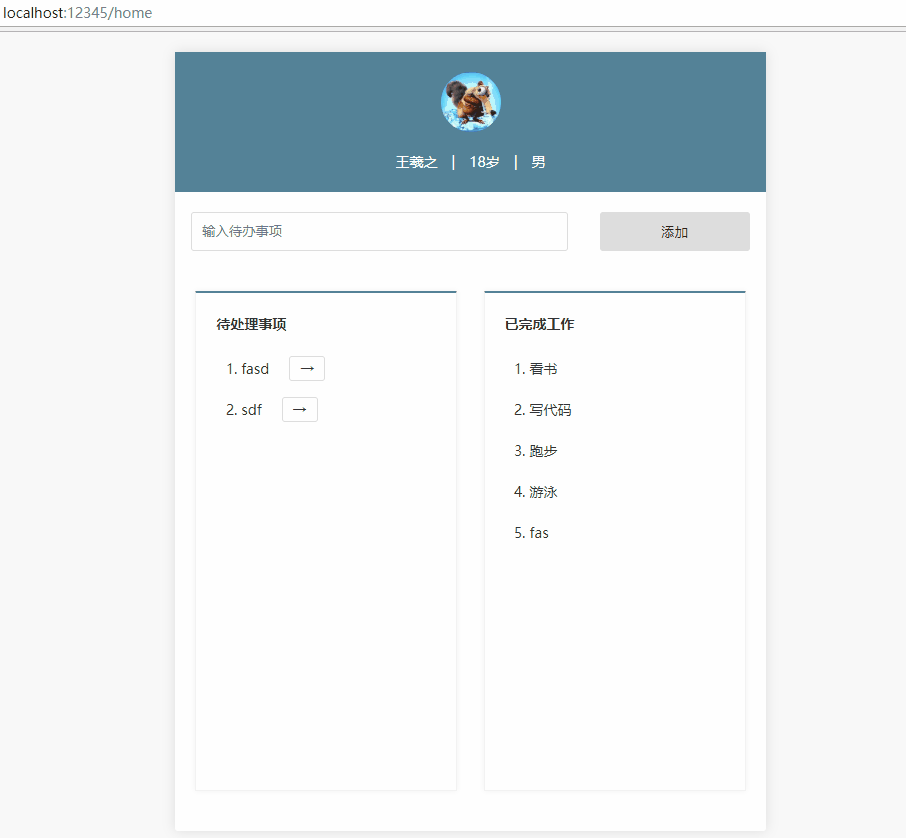 localhost:12345/home
王羲之 | 18岁 | 男
输入待办事项
添加
待处理事项
1. fasd →
2. sdf →
已完成工作
1. 看书
2. 写代码
3. 跑步
4. 游泳
5. fas